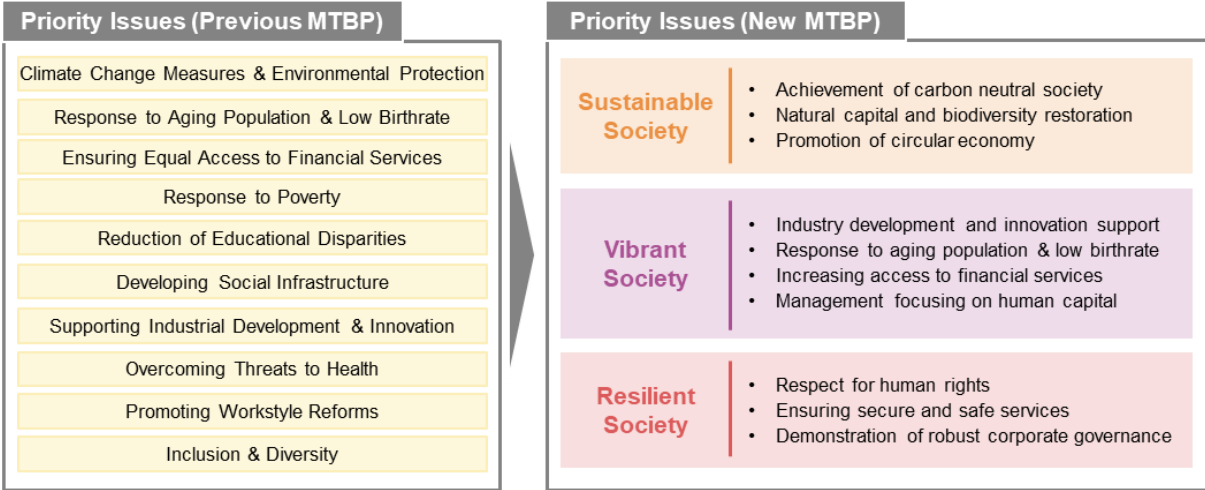 Priority Issues (Previous MTBP)
Climate Change Measures & Environmental Protection
Response to Aging Population & Low Birthrate
Ensuring Equal Access to Financial Services
Response to Poverty
Reduction of Educational Disparities
Developing Social Infrastructure
Supporting Industrial Development & Innovation
Overcoming Threats to Health
Promoting Workstyle Reforms
Inclusion & Diversity
Priority Issues (New MTBP)
Sustainable
Society
• Achievement of carbon neutral society
• Natural capital and biodiversity restoration
• Promotion of circular economy
Vibrant
Society
• Industry development and innovation support
• Response to aging population & low birthrate
• Increasing access to financial services
• Management focusing on human capital
Resilient
Society
• Respect for human rights
• Ensuring secure and safe services
• Demonstration of robust corporate governance